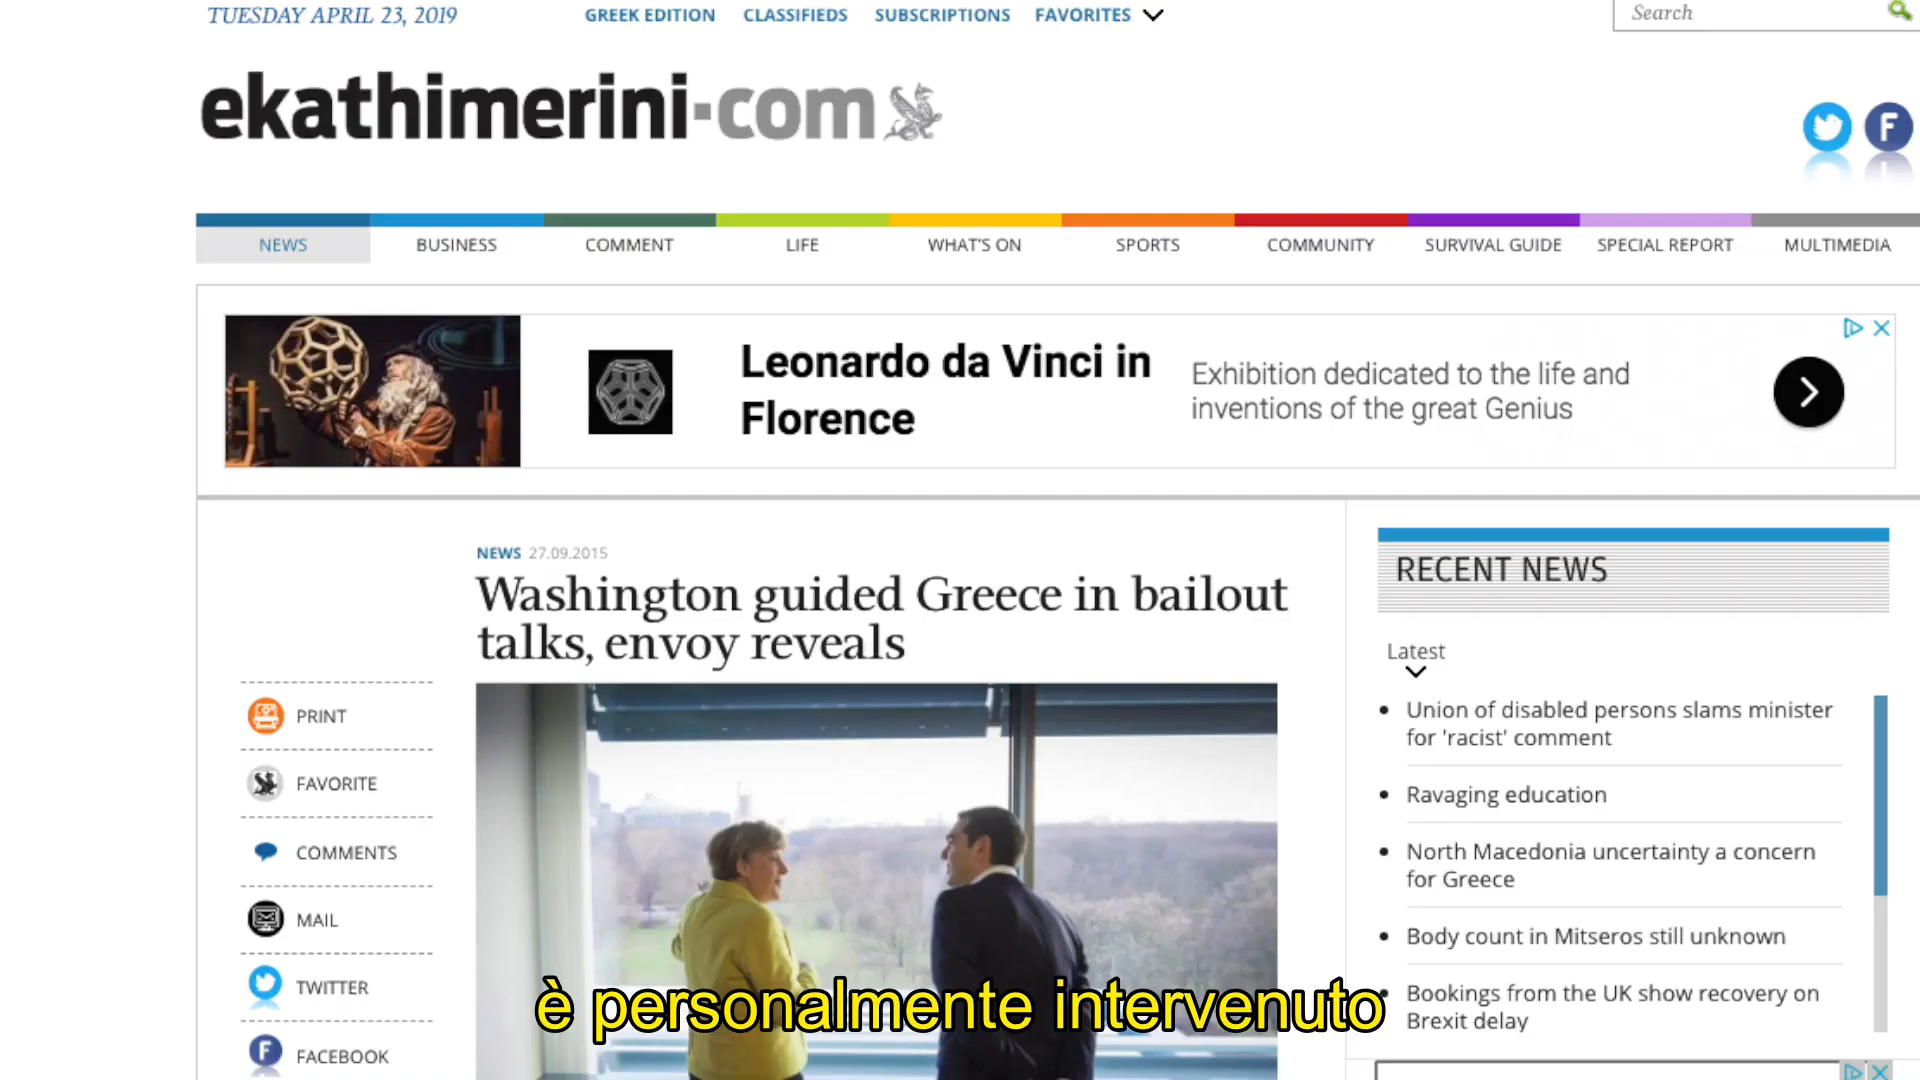 TUESDAY APRIL 23, 2019
GREEK EDITION CLASSIFIEDS SUBSCRIPTIONS FAVORITES
Search
ekathimerini-com
F
NEWS BUSINESS COMMENT LIFE WHAT'S ON SPORTS COMMUNITY SURVIVAL GUIDE SPECIAL REPORT MULTIMEDIA
Leonardo da Vinci in
Florence
Exhibition dedicated to the life and
inventions of the great Genius
NEWS 27.09.2015
Washington guided Greece in bailout
talks, envoy reveals
PRINT
FAVORITE
COMMENTS
MAIL
TWITTER
F FACEBOOK
RECENT NEWS
Latest
Union of disabled persons slams minister
for 'racist' comment
Ravaging education
North Macedonia uncertainty a concern
for Greece
Body count in Mitseros still unknown
Bookings from the UK show recovery on
Brexit delay
è personalmente intervenuto